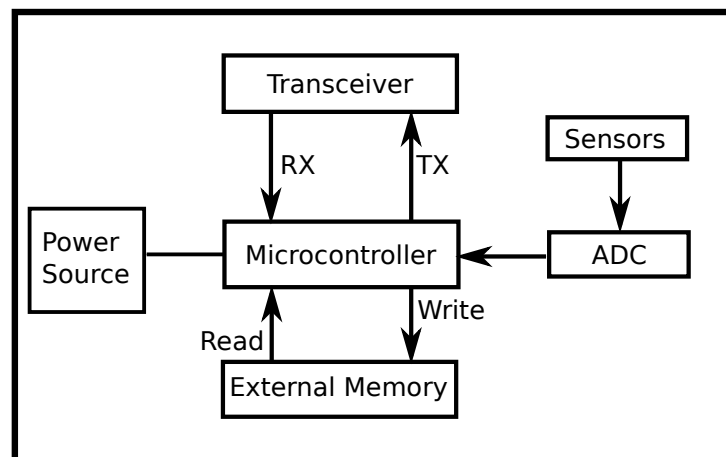 Transceiver
RX
TX
Sensors
Power
Source
Microcontroller
ADC
Read
Write
External Memory